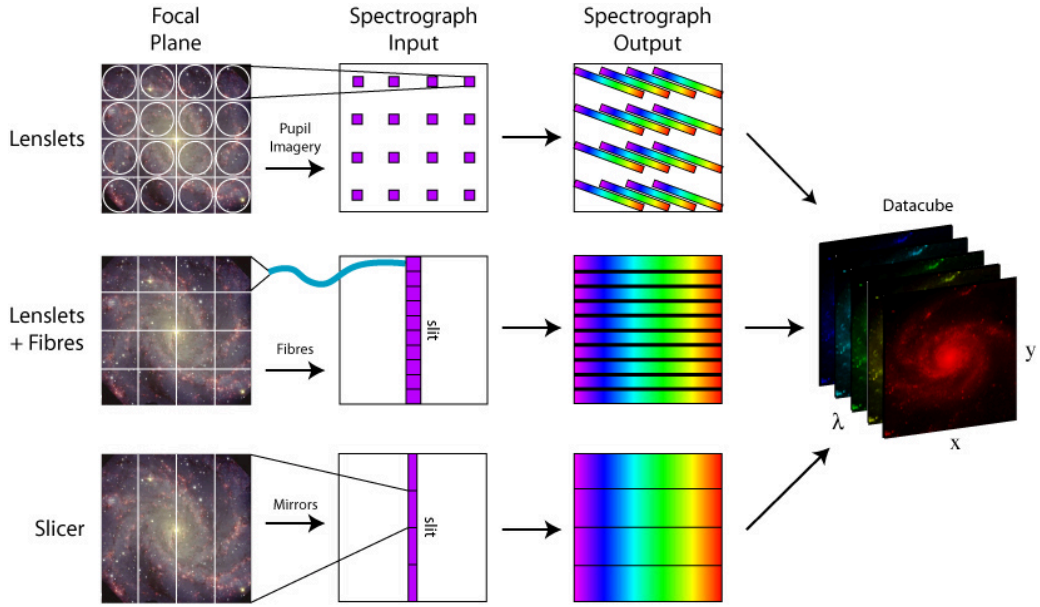 Focal
Plane
Spectrograph
Input
Spectrograph
Output
Lenslets
Pupil
Imagery
Datacube
Lenslets
+ Fibres
Fibres
slit
y
λ
x
Slicer
Mirrors
slit